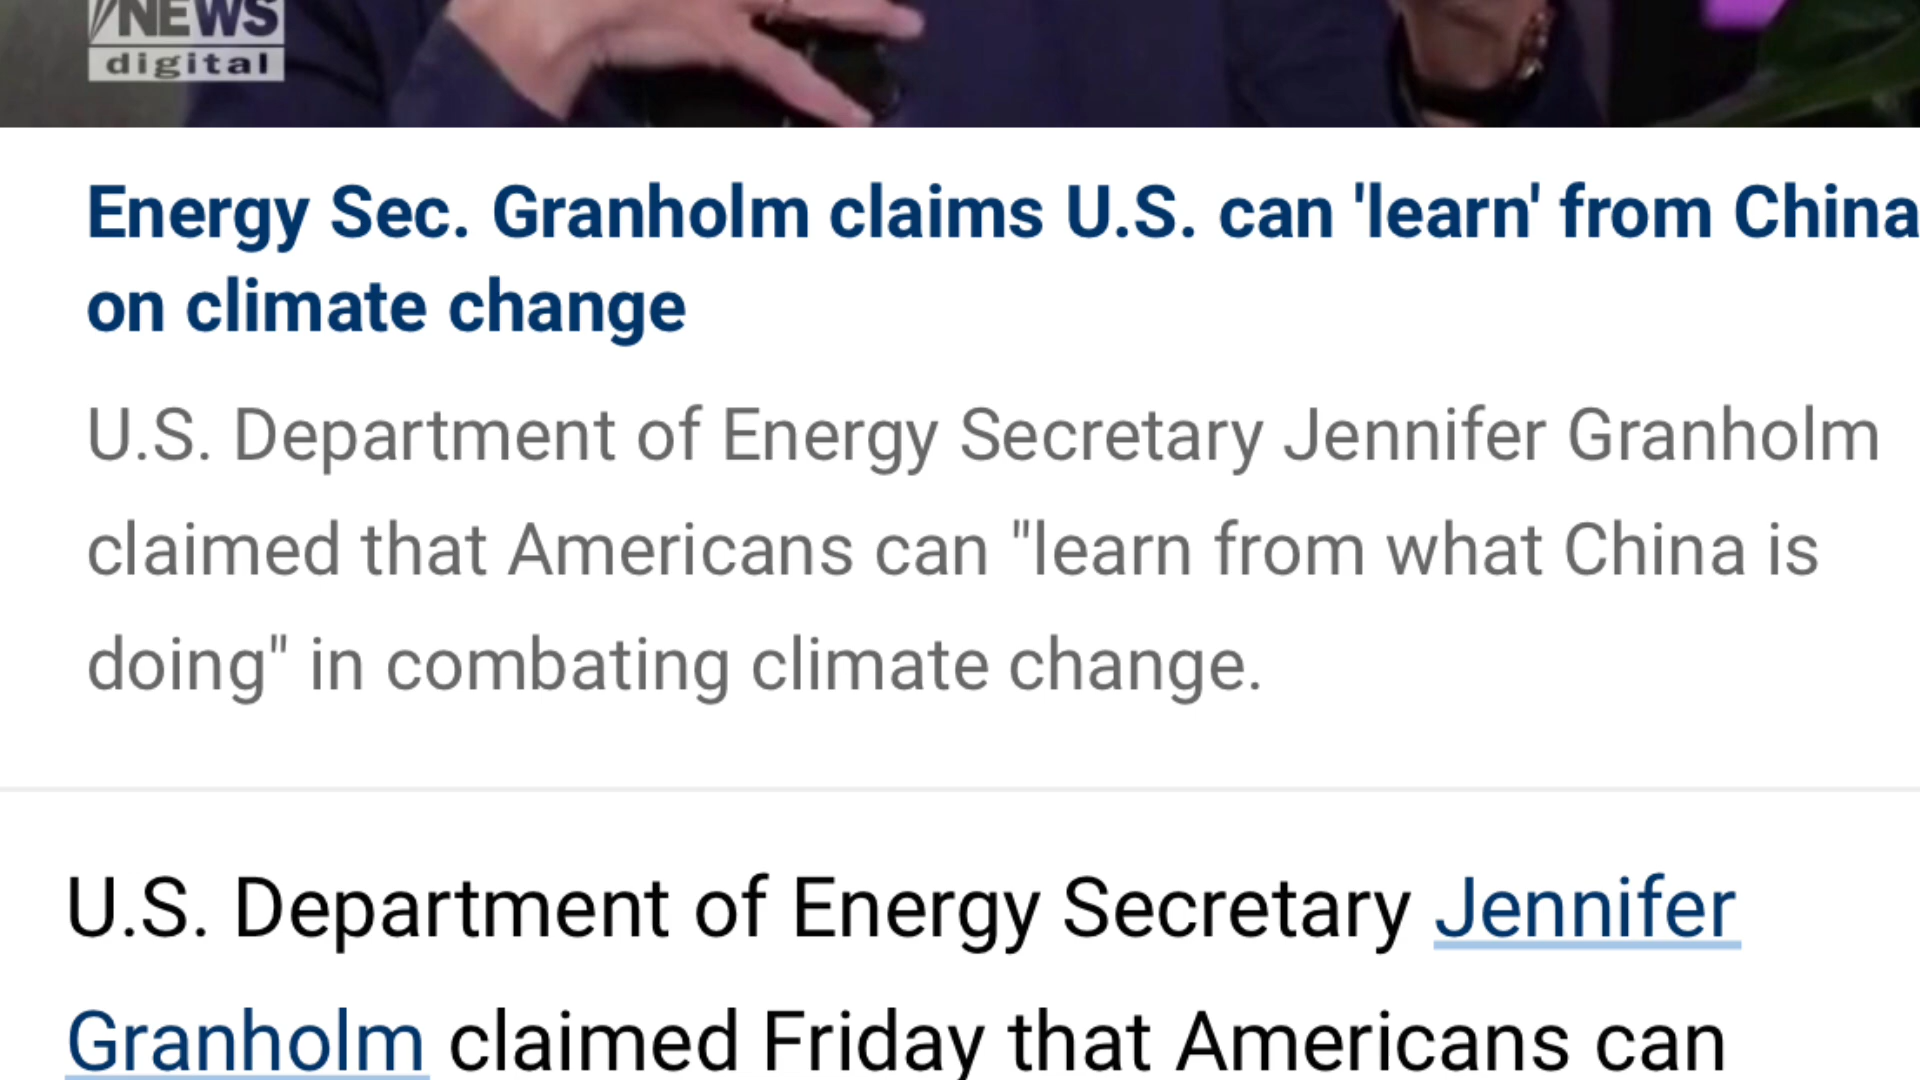 NEWS
digital
Energy Sec. Granholm claims U.S. can 'learn' from China
on climate change
U.S. Department of Energy Secretary Jennifer Granholm
claimed that Americans can "learn from what China is
doing" in combating climate change.
U.S. Department of Energy Secretary Jennifer
Granholm claimed Friday that Americans can